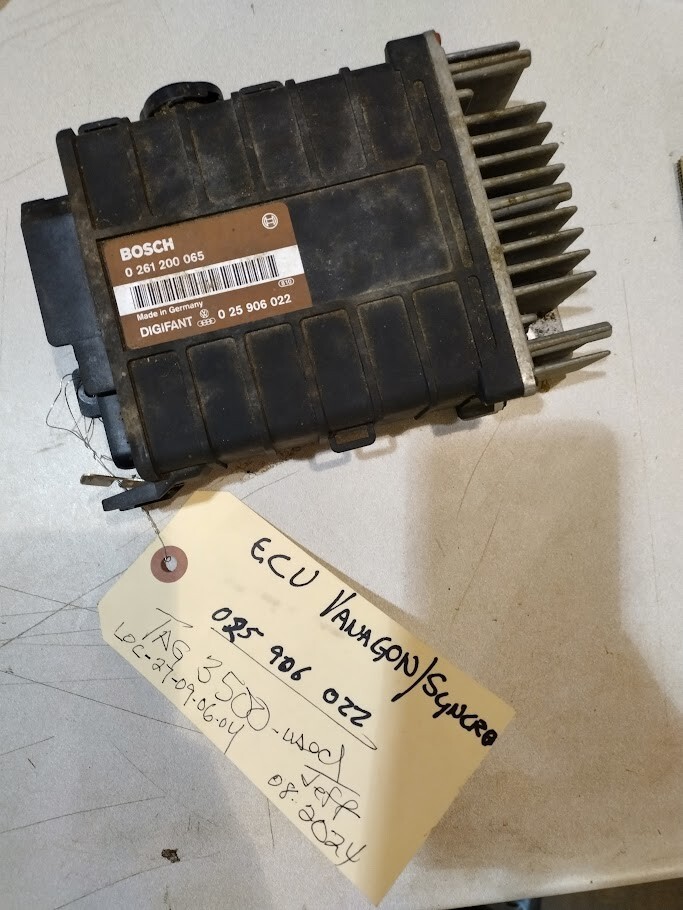 BOSCH
0 261 200 065
Made in Germany
DIGIFANT 0 25 906 022
ECU VANAGON/SYNCRO
025 906 022
TAG 3500 - used
LOC-27-09-06-04
Jeff
08.2024